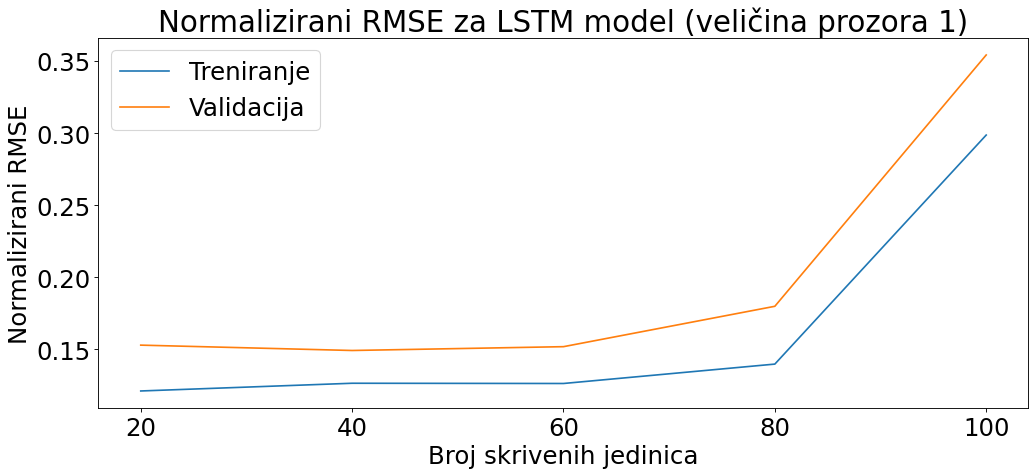 Normalizirani RMSE za LSTM model (veličina prozora 1)
Treniranje
Validacija
Normalizirani RMSE
0.35
0.30
0.25
0.20
0.15
20 40 60 80 100
Broj skrivenih jedinica